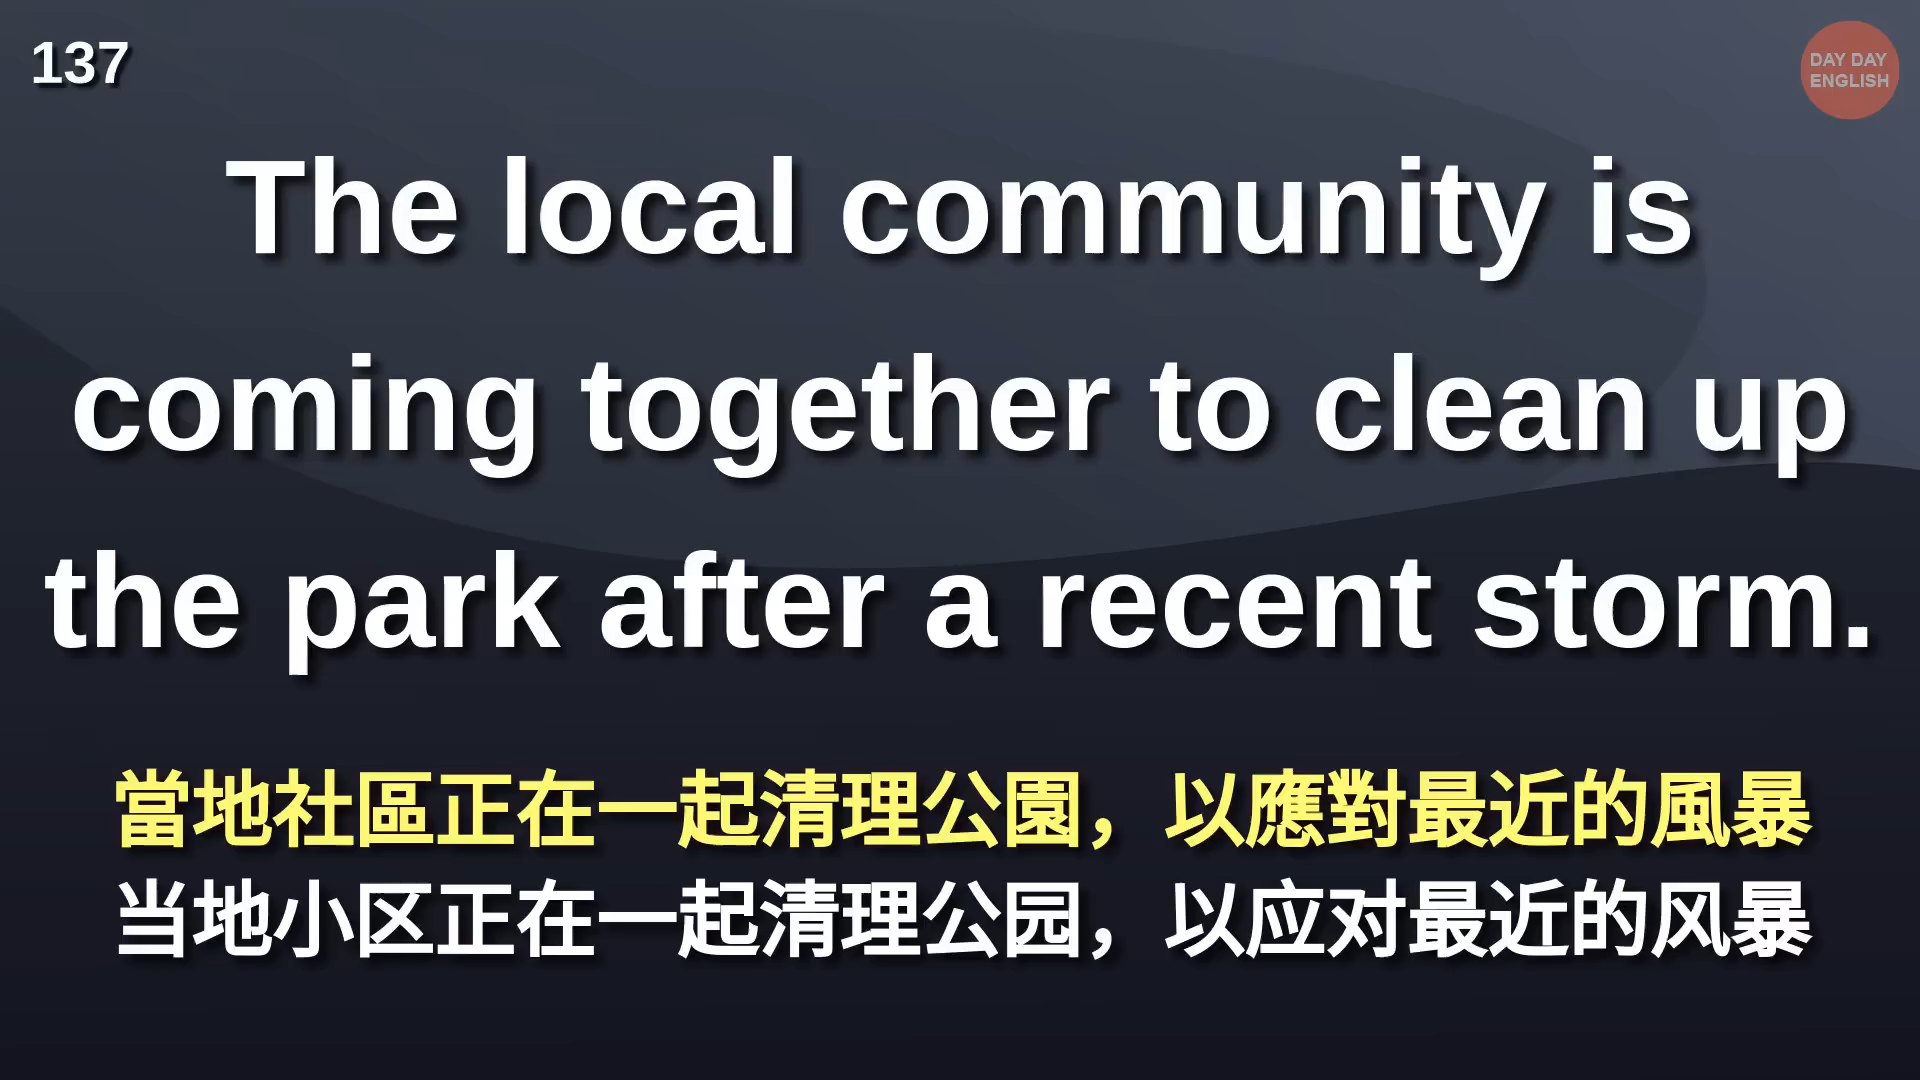 137
DAY DAY
ENGLISH
The local community is
coming together to clean up
the park after a recent storm.
當地社區正在一起清理公園，以應對最近的風暴
当地小区正在一起清理公园，以应对最近的风暴